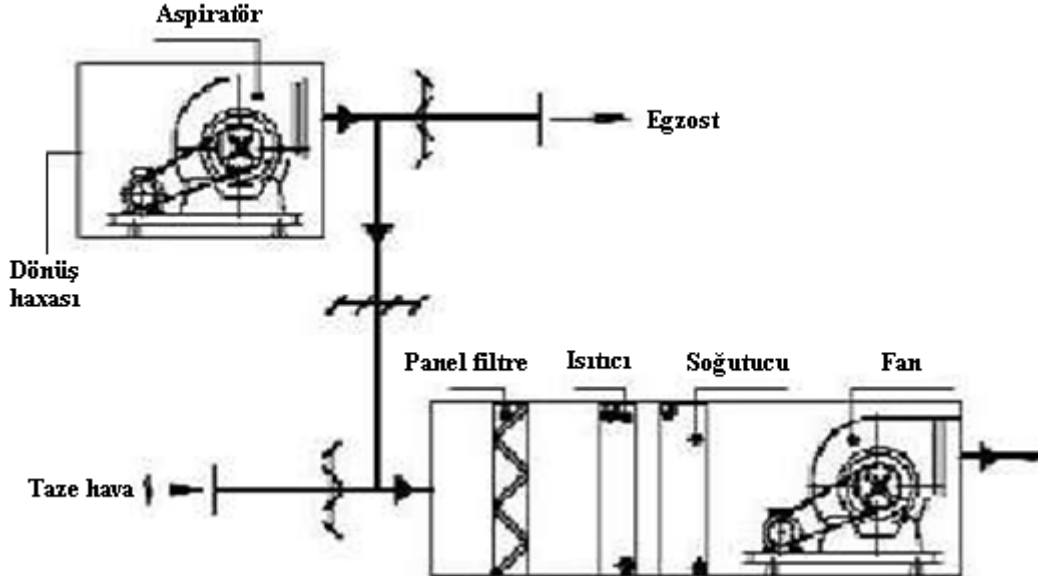 Aspiratör
Egzost
Dönüş
haxası
Panel filtre
Isıtıcı
Soğutucu
Fan
Taze hava